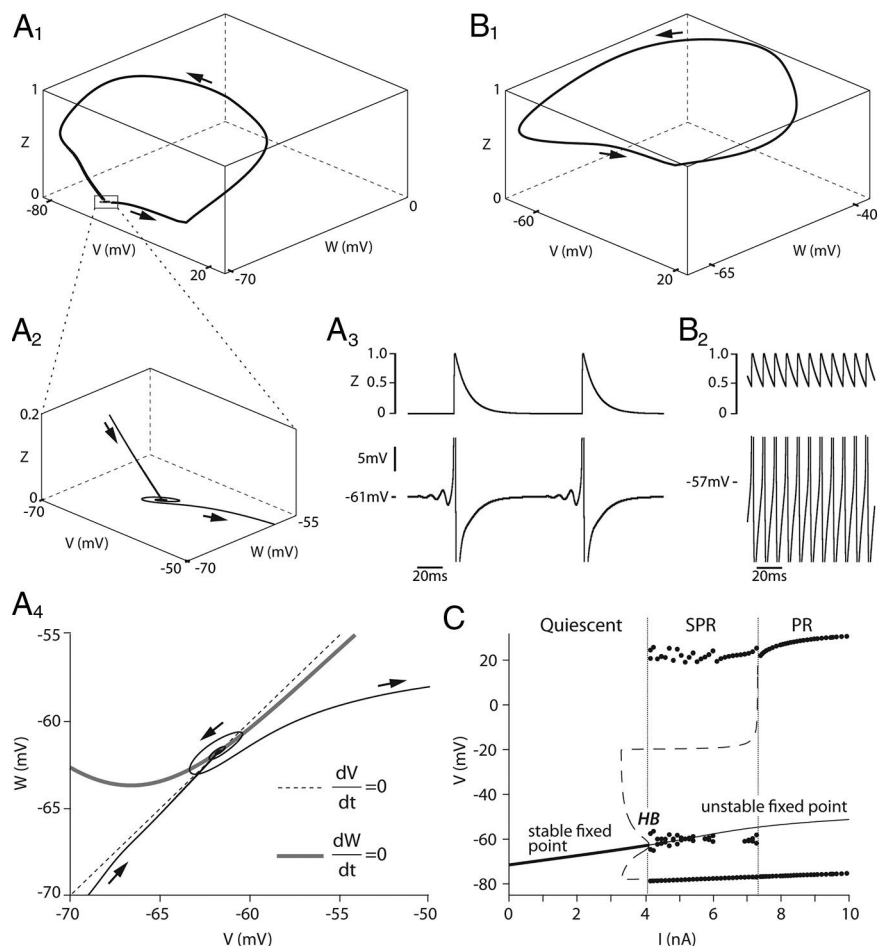 A1
1
Z
0
-80
V (mV)
20
-70
W (mV)
0
B1
1
Z
0
-60
V (mV)
20
-65
W (mV)
-40
A2
0.2
Z
0
-70
V (mV)
-50
-70
W (mV)
-55
A3
1.0
Z 0.5
0
5mV
-61mV
20ms
B2
1.0
0.5
0
-57mV
20ms
A4
-55
-60
W (mV)
-65
-70
-70 -65 -60 -55 -50
V (mV)
dV/dt =0
dW/dt =0
C
Quiescent SPR PR
20
0
V (mV)
-20
-40
-60
-80
HB
stable fixed
point
unstable fixed point
0 2 4 6 8 10
I (nA)